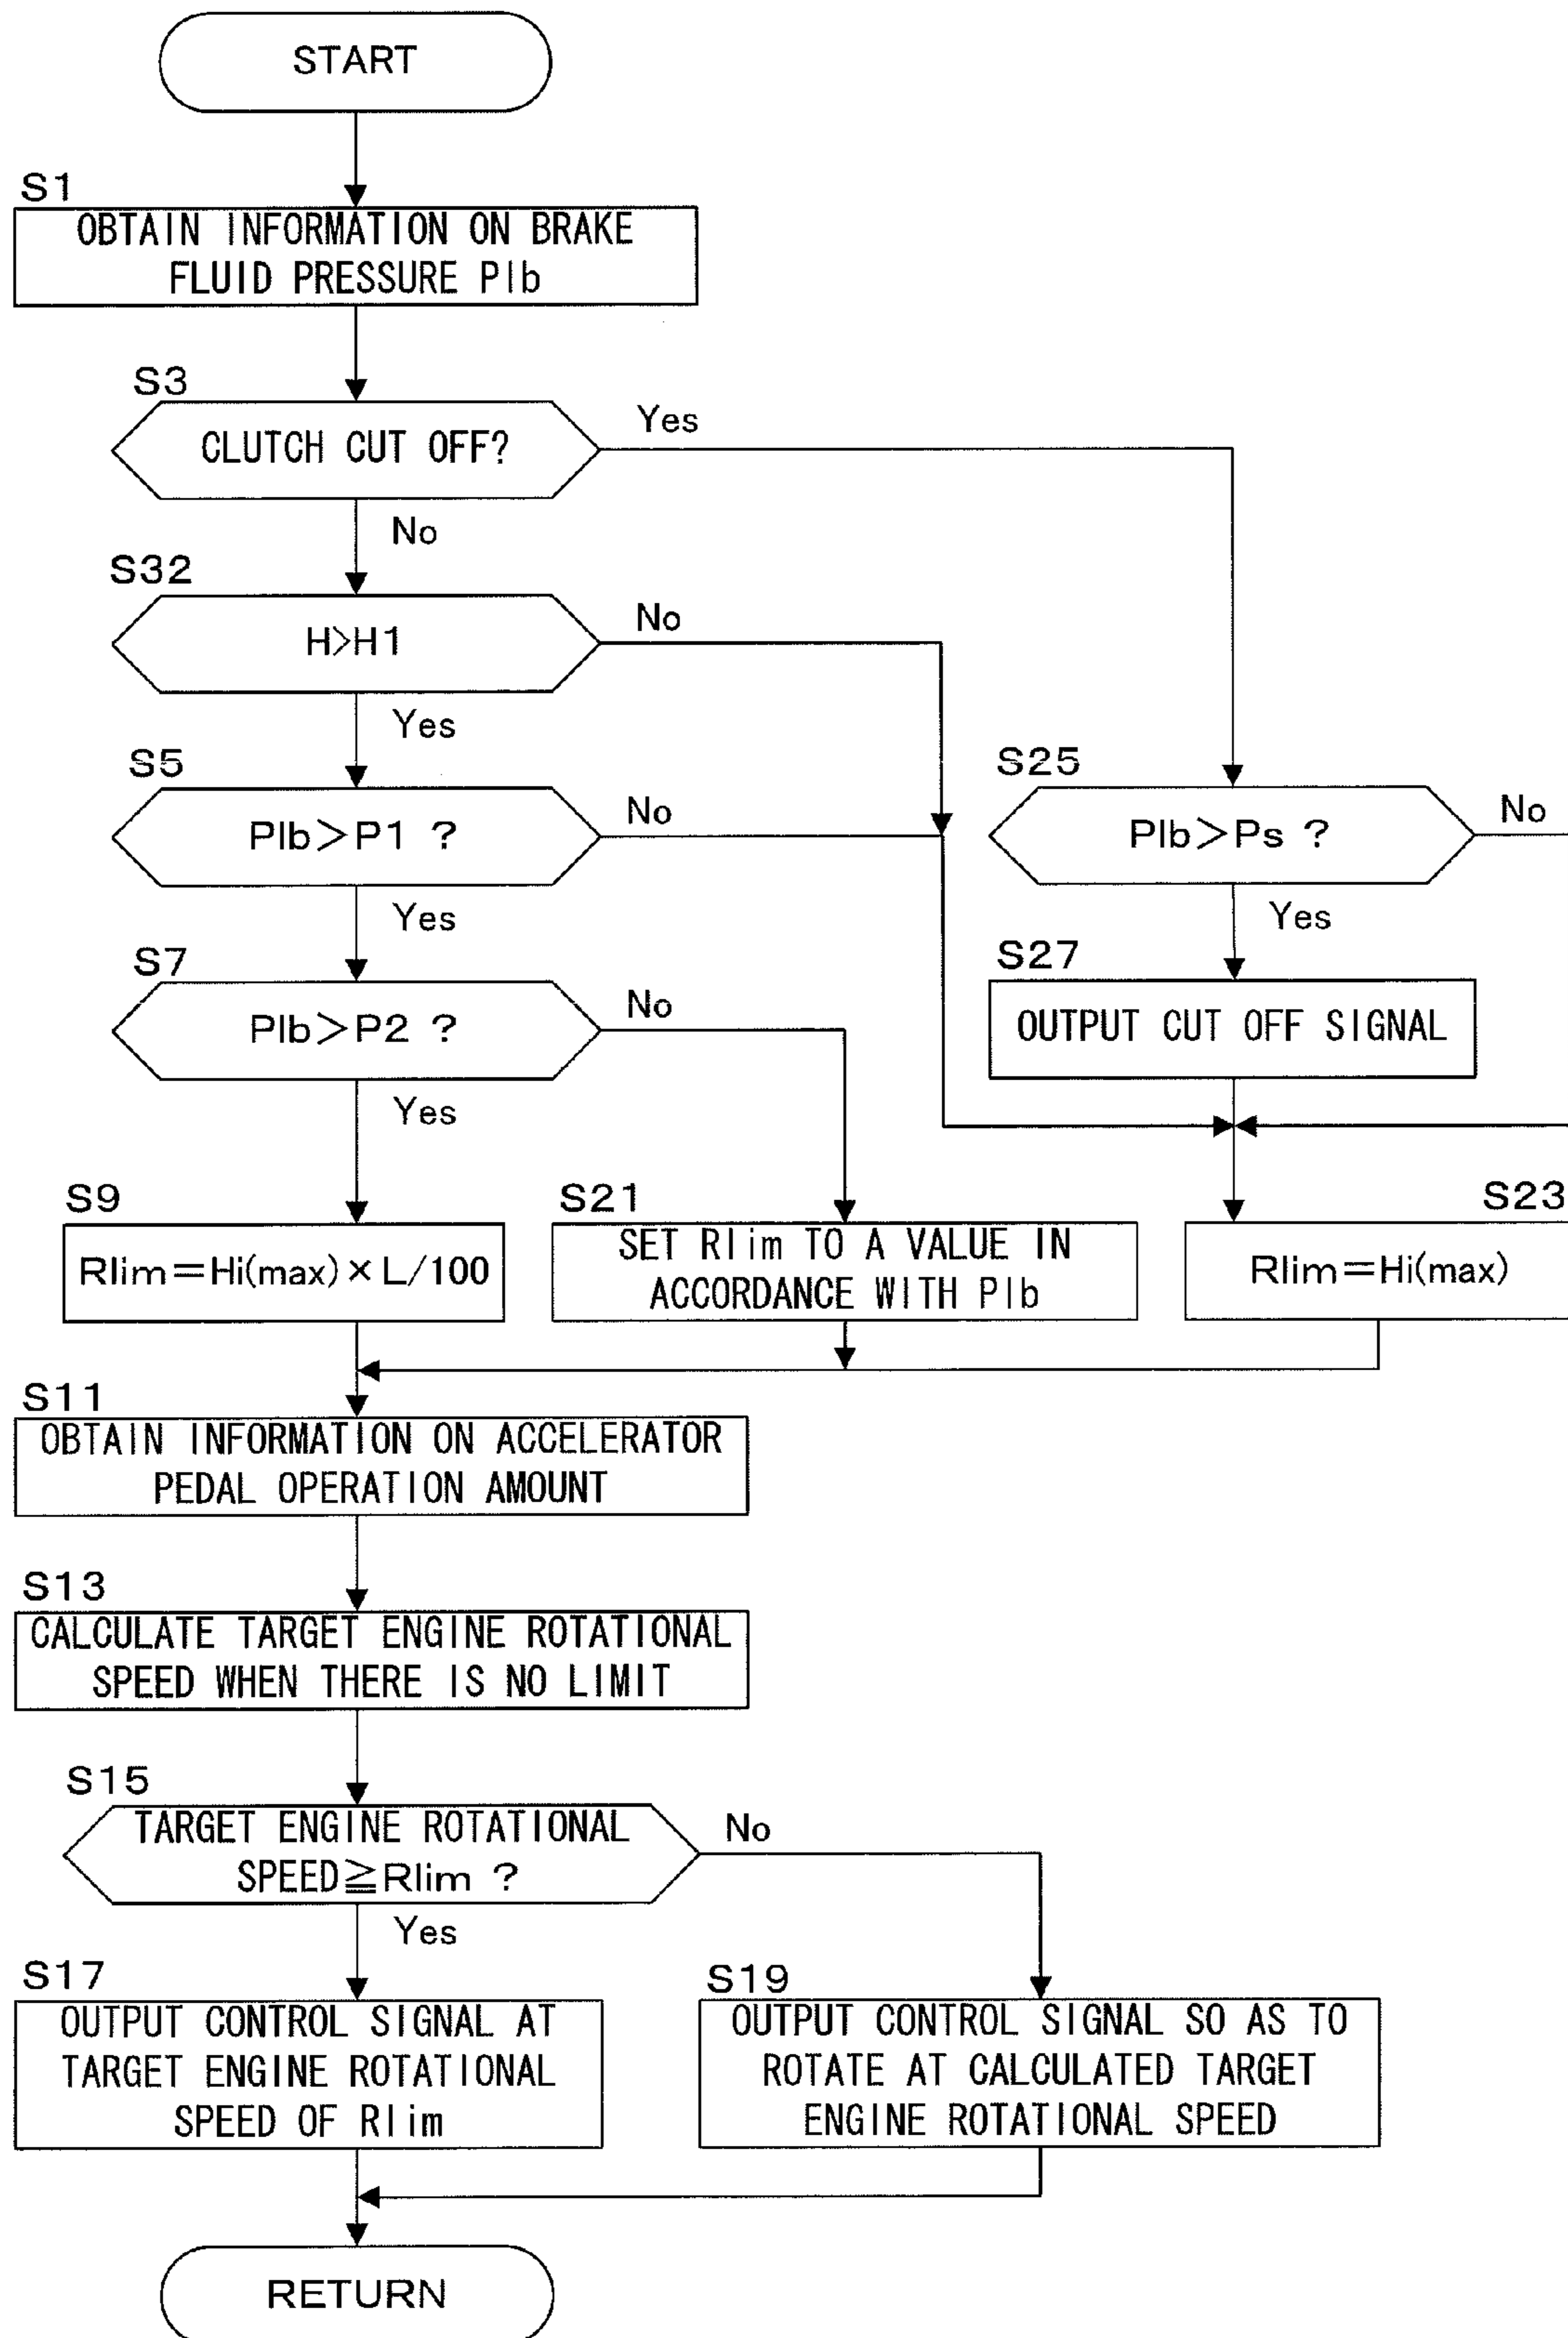 START
S1
OBTAIN INFORMATION ON BRAKE
FLUID PRESSURE Plb
S3
CLUTCH CUT OFF?
Yes
No
S32
H>H1
No
Yes
S5
Plb>P1 ?
No
Yes
S25
Plb>Ps ?
No
Yes
S7
Plb>P2 ?
No
Yes
S27
OUTPUT CUT OFF SIGNAL
S9
Rlim=Hi(max)×L/100
S21
SET Rlim TO A VALUE IN
ACCORDANCE WITH Plb
S23
Rlim=Hi(max)
S11
OBTAIN INFORMATION ON ACCELERATOR
PEDAL OPERATION AMOUNT
S13
CALCULATE TARGET ENGINE ROTATIONAL
SPEED WHEN THERE IS NO LIMIT
S15
TARGET ENGINE ROTATIONAL
SPEED≧Rlim ?
No
Yes
S17
OUTPUT CONTROL SIGNAL AT
TARGET ENGINE ROTATIONAL
SPEED OF Rlim
S19
OUTPUT CONTROL SIGNAL SO AS TO
ROTATE AT CALCULATED TARGET
ENGINE ROTATIONAL SPEED
RETURN